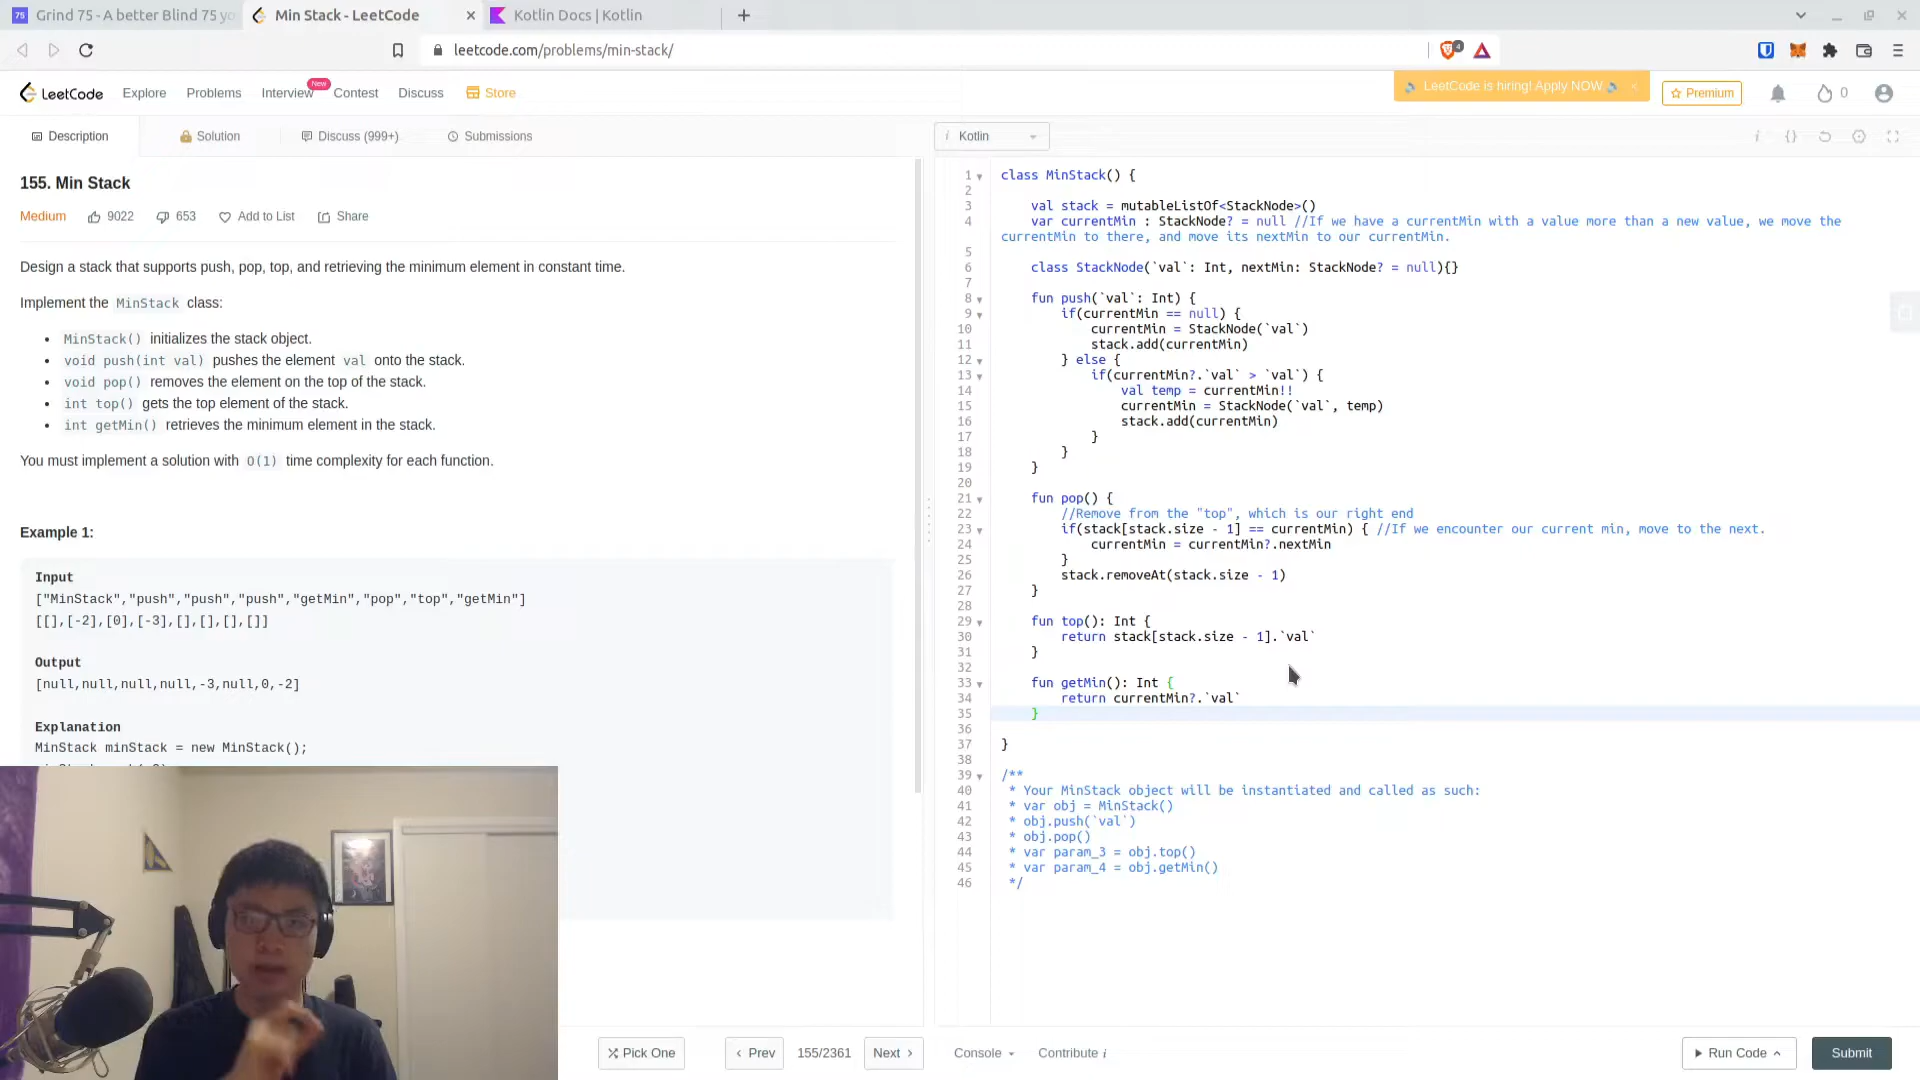 75 Grind 75 - A better Blind 75 yo
Min Stack - LeetCode
Kotlin Docs | Kotlin
leetcode.com/problems/min-stack/
4
LeetCode
Explore
Problems
Interview
New
Contest
Discuss
Store
LeetCode is hiring! Apply NOW
Premium
0
Description
Solution
Discuss (999+)
Submissions
i Kotlin
155. Min Stack
Medium
9022
653
Add to List
Share
Design a stack that supports push, pop, top, and retrieving the minimum element in constant time.
Implement the MinStack class:
• MinStack() initializes the stack object.
• void push(int val) pushes the element val onto the stack.
• void pop() removes the element on the top of the stack.
• int top() gets the top element of the stack.
• int getMin() retrieves the minimum element in the stack.
You must implement a solution with O(1) time complexity for each function.
Example 1:
Input
["MinStack","push","push","push","getMin","pop","top","getMin"]
[[],[-2],[0],[-3],[],[],[],[]]
Output
[null,null,null,null,-3,null,0,-2]
Explanation
MinStack minStack = new MinStack();
1 class MinStack() {
2
3 val stack = mutableListOf<StackNode>()
4 var currentMin : StackNode? = null //If we have a currentMin with a value more than a new value, we move the
currentMin to there, and move its nextMin to our currentMin.
5
6 class StackNode(`val`: Int, nextMin: StackNode? = null){}
7
8 fun push(`val`: Int) {
9 if(currentMin == null) {
10 currentMin = StackNode(`val`)
11 stack.add(currentMin)
12 } else {
13 if(currentMin?.`val` > `val`) {
14 val temp = currentMin!!
15 currentMin = StackNode(`val`, temp)
16 stack.add(currentMin)
17 }
18 }
19 }
20
21 fun pop() {
22 //Remove from the "top", which is our right end
23 if(stack[stack.size - 1] == currentMin) { //If we encounter our current min, move to the next.
24 currentMin = currentMin?.nextMin
25 }
26 stack.removeAt(stack.size - 1)
27 }
28
29 fun top(): Int {
30 return stack[stack.size - 1].`val`
31 }
32
33 fun getMin(): Int {
34 return currentMin?.`val`
35 }
36
37 }
38
39 /**
40 * Your MinStack object will be instantiated and called as such:
41 * var obj = MinStack()
42 * obj.push(`val`)
43 * obj.pop()
44 * var param_3 = obj.top()
45 * var param_4 = obj.getMin()
46 */
Pick One
‹ Prev
155/2361
Next ›
Console
Contribute i
Run Code
Submit